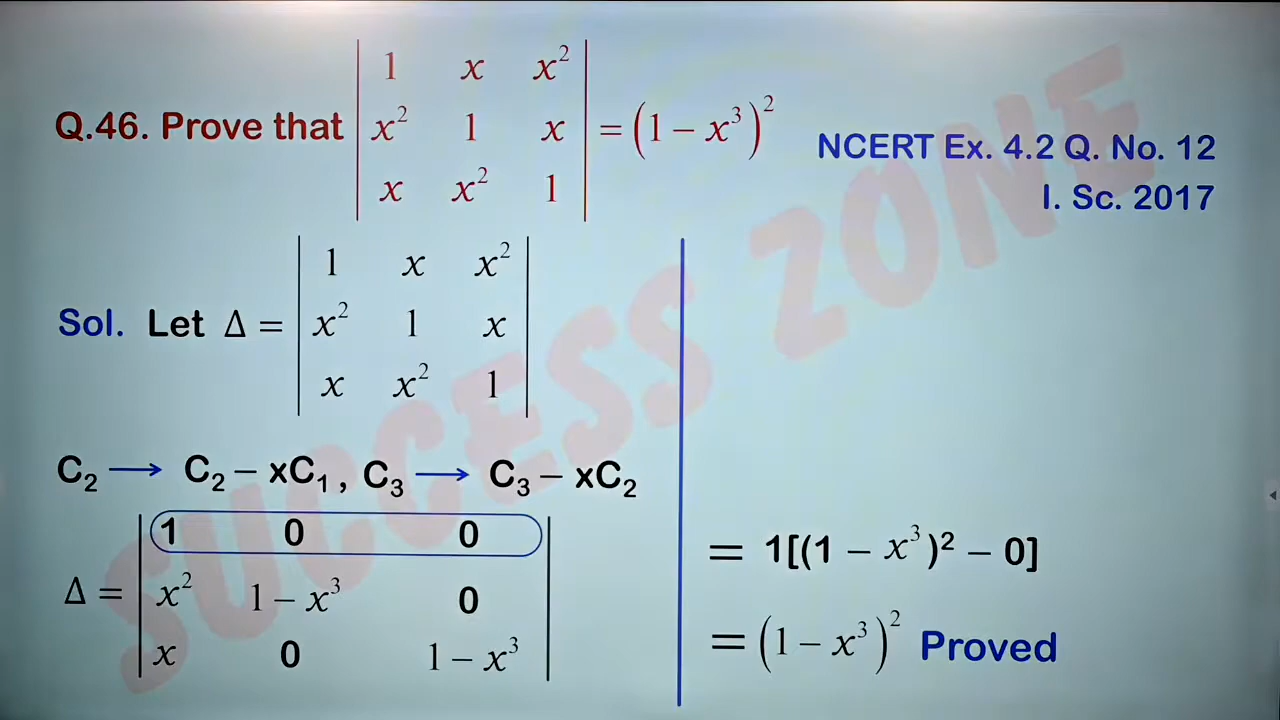 Q.46. Prove that | 1 x x² |
| x² 1 x | = (1 − x³)²
| x x² 1 |
NCERT Ex. 4.2 Q. No. 12
I. Sc. 2017
Sol. Let Δ = | 1 x x² |
| x² 1 x |
| x x² 1 |
C₂ → C₂ − xC₁, C₃ → C₃ − xC₂
Δ = | 1 0 0 |
| x² 1 − x³ 0 |
| x 0 1 − x³ |
= 1[(1 − x³)² − 0]
= (1 − x³)² Proved
SUCCESS ZONE